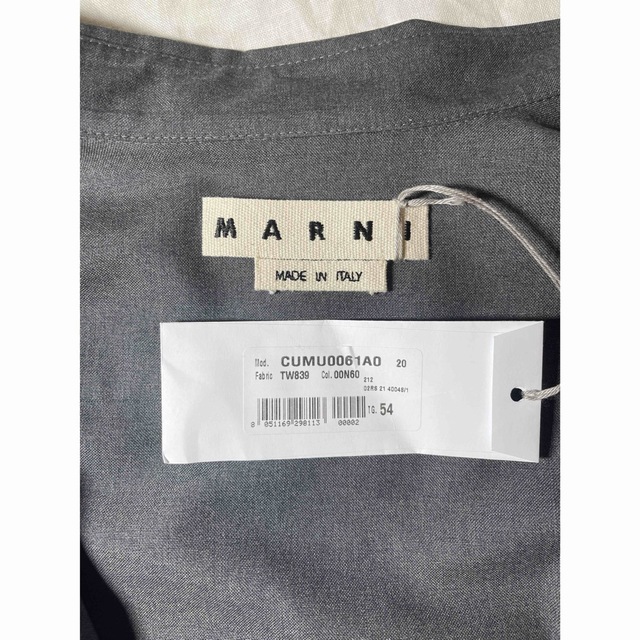 MARNI
MADE IN ITALY
Mod. CUMU0061A0 20
Fabric TW839 Col. 00N60
212
02RS 21 40048/1
TG. 54
8 051169 290113 00002